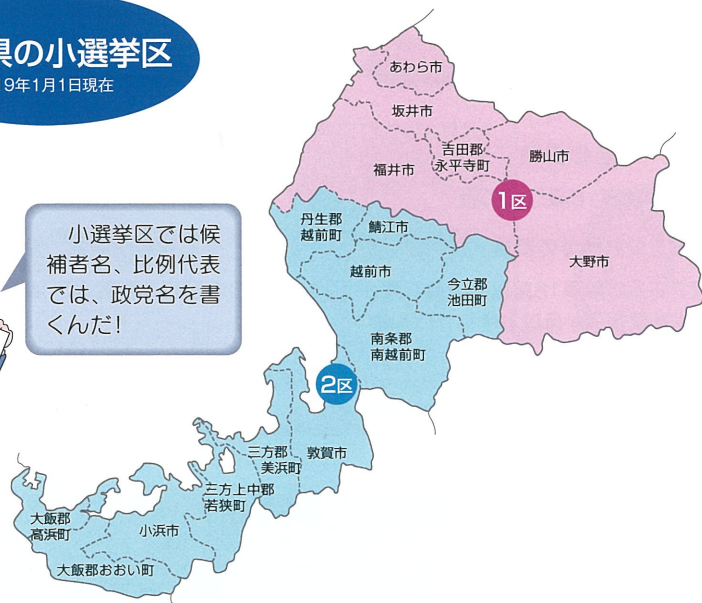 県の小選挙区
9年1月1日現在
あわら市
坂井市
吉田郡
永平寺町
勝山市
福井市
1区
大野市
丹生郡
越前町
鯖江市
越前市
今立郡
池田町
南条郡
南越前町
小選挙区では候
補者名、比例代表
では、政党名を書
くんだ!
2区
三方郡
美浜町
敦賀市
三方上中郡
若狭町
大飯郡
高浜町
小浜市
大飯郡おおい町